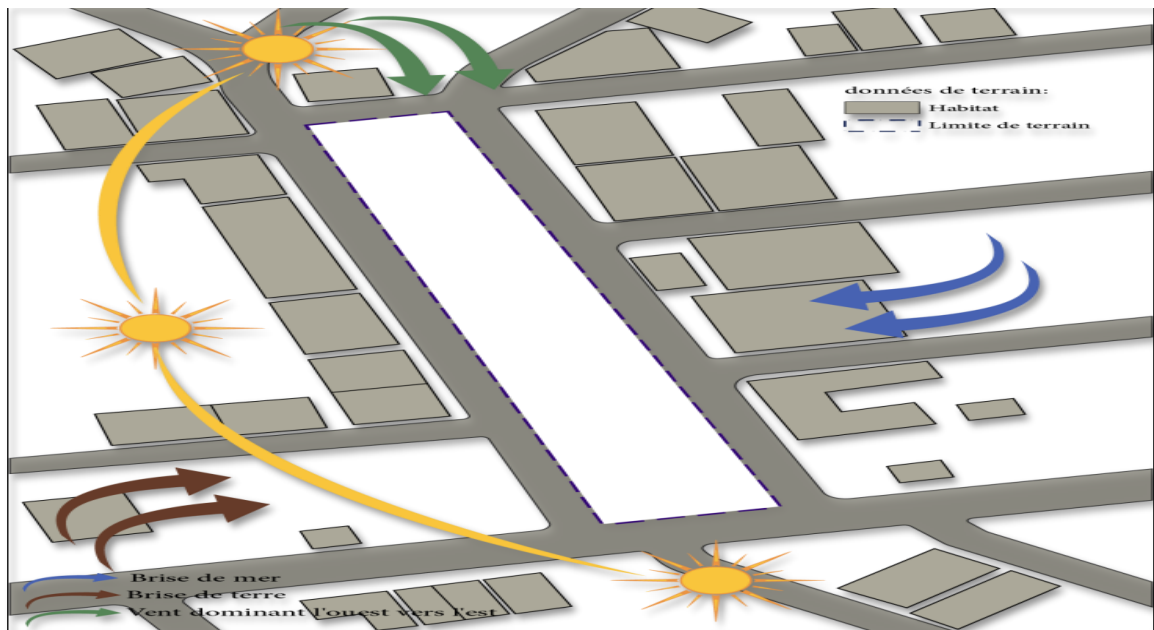 données de terrain:
Habitat
Limite de terrain
Brise de mer
Brise de terre
Vent dominant l'ouest vers l'est